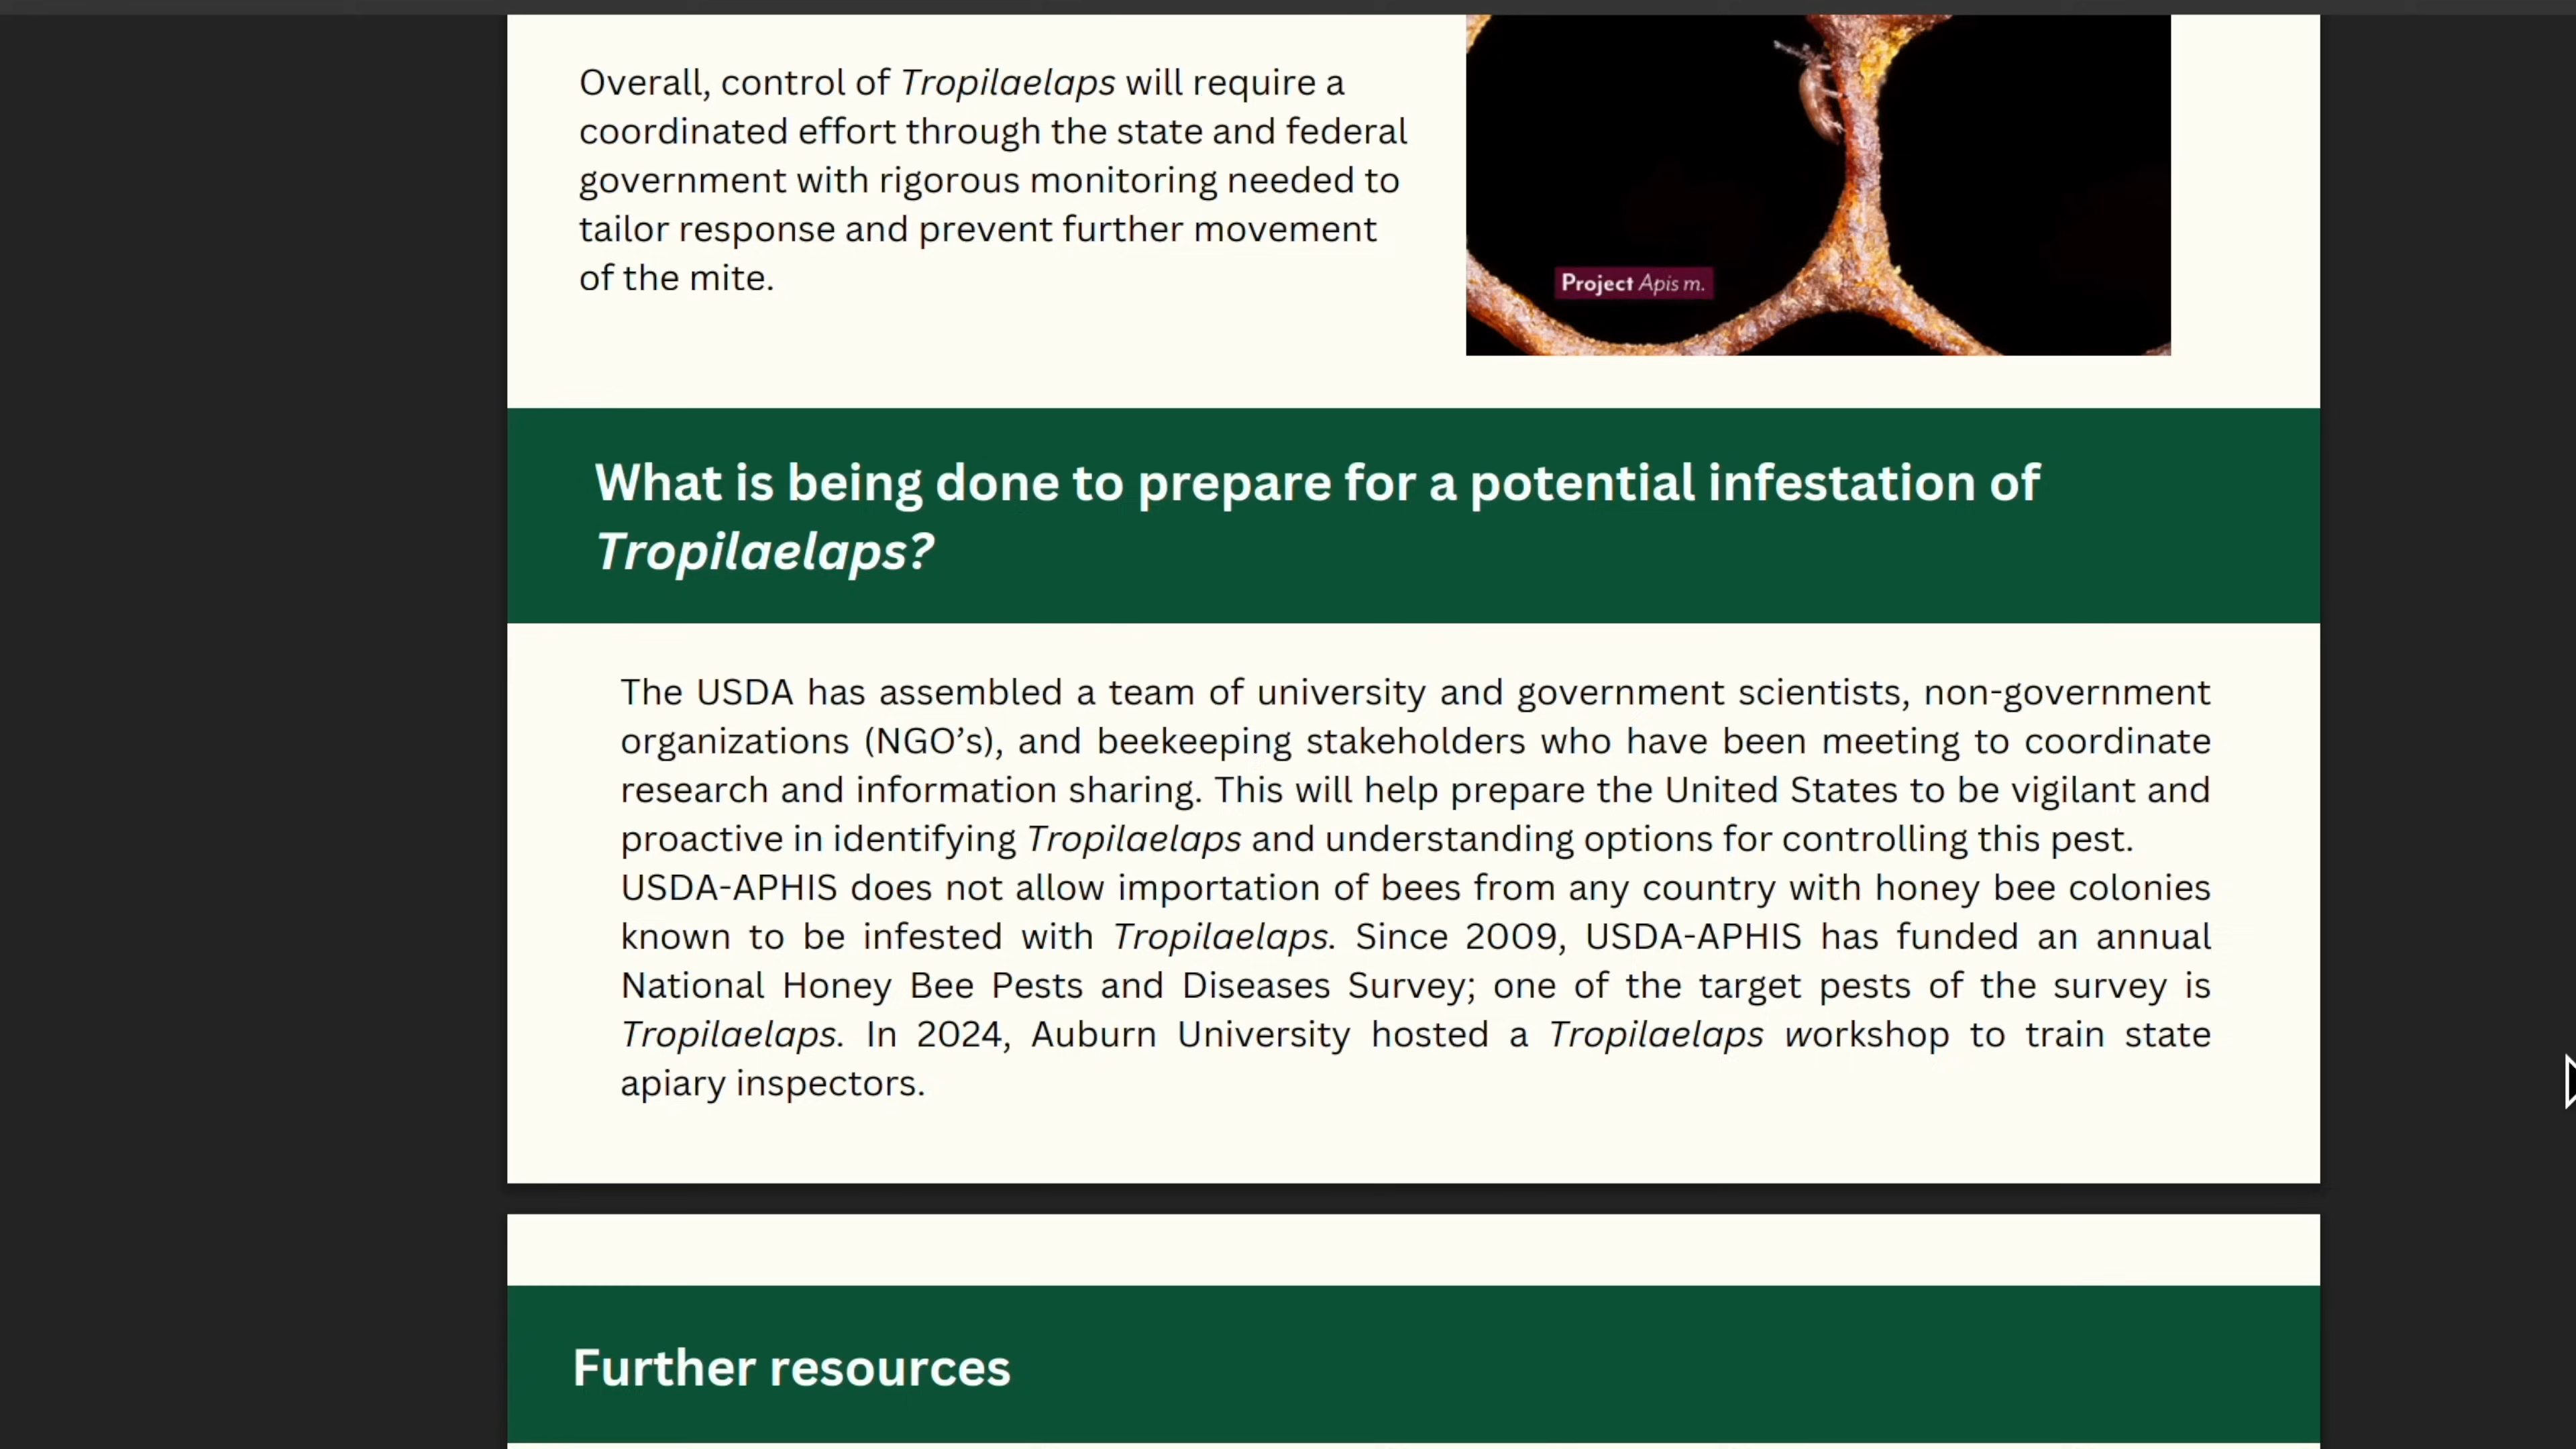 Overall, control of Tropilaelaps will require a
coordinated effort through the state and federal
government with rigorous monitoring needed to
tailor response and prevent further movement
of the mite.
Project Apis m.
What is being done to prepare for a potential infestation of
Tropilaelaps?
The USDA has assembled a team of university and government scientists, non-government
organizations (NGO’s), and beekeeping stakeholders who have been meeting to coordinate
research and information sharing. This will help prepare the United States to be vigilant and
proactive in identifying Tropilaelaps and understanding options for controlling this pest.
USDA-APHIS does not allow importation of bees from any country with honey bee colonies
known to be infested with Tropilaelaps. Since 2009, USDA-APHIS has funded an annual
National Honey Bee Pests and Diseases Survey; one of the target pests of the survey is
Tropilaelaps. In 2024, Auburn University hosted a Tropilaelaps workshop to train state
apiary inspectors.
Further resources